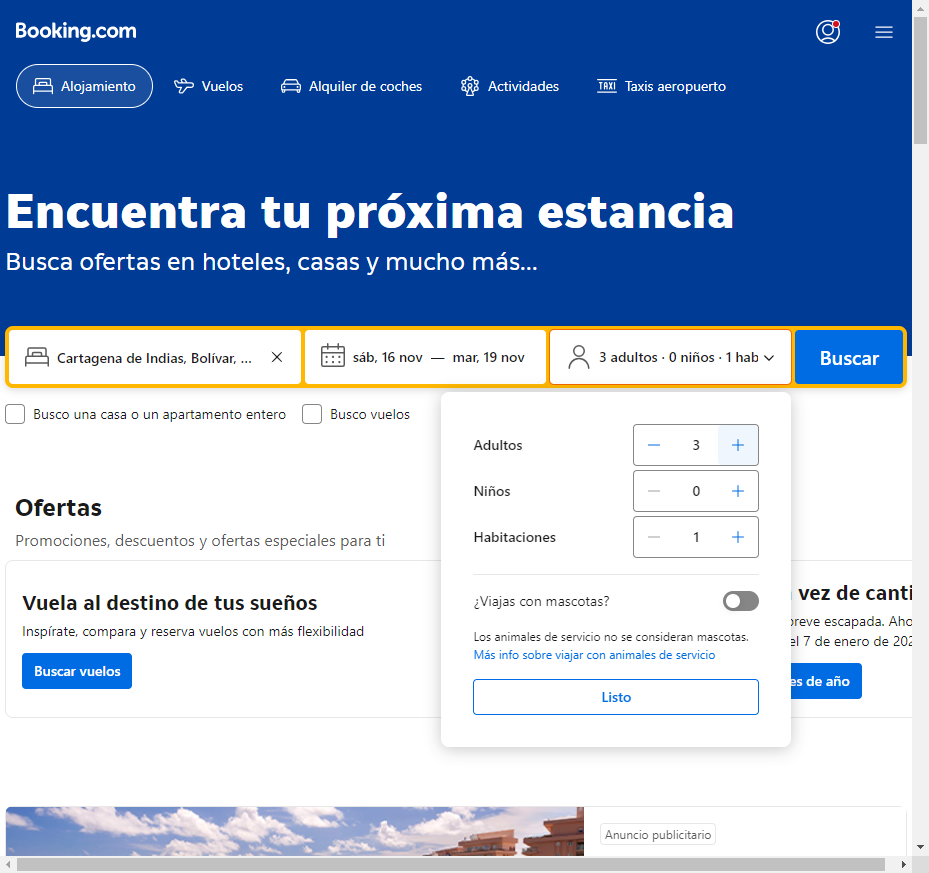 Booking.com
Alojamiento
Vuelos
Alquiler de coches
Actividades
TAXI
Taxis aeropuerto
Encuentra tu próxima estancia
Busca ofertas en hoteles, casas y mucho más...
Cartagena de Indias, Bolívar, ...
sáb, 16 nov — mar, 19 nov
3 adultos · 0 niños · 1 hab
Buscar
Busco una casa o un apartamento entero
Busco vuelos
Adultos
3
Niños
0
Habitaciones
1
¿Viajas con mascotas?
Los animales de servicio no se consideran mascotas.
Más info sobre viajar con animales de servicio
Listo
Ofertas
Promociones, descuentos y ofertas especiales para ti
Vuela al destino de tus sueños
Inspírate, compara y reserva vuelos con más flexibilidad
Buscar vuelos
vez de canti
breve escapada. Aho
el 7 de enero de 202
es de año
Anuncio publicitario